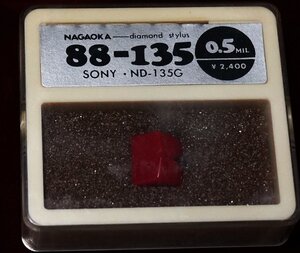 NAGAOKA — diamond stylus
88-135
0.5 MIL
SONY · ND-135G
¥ 2,400